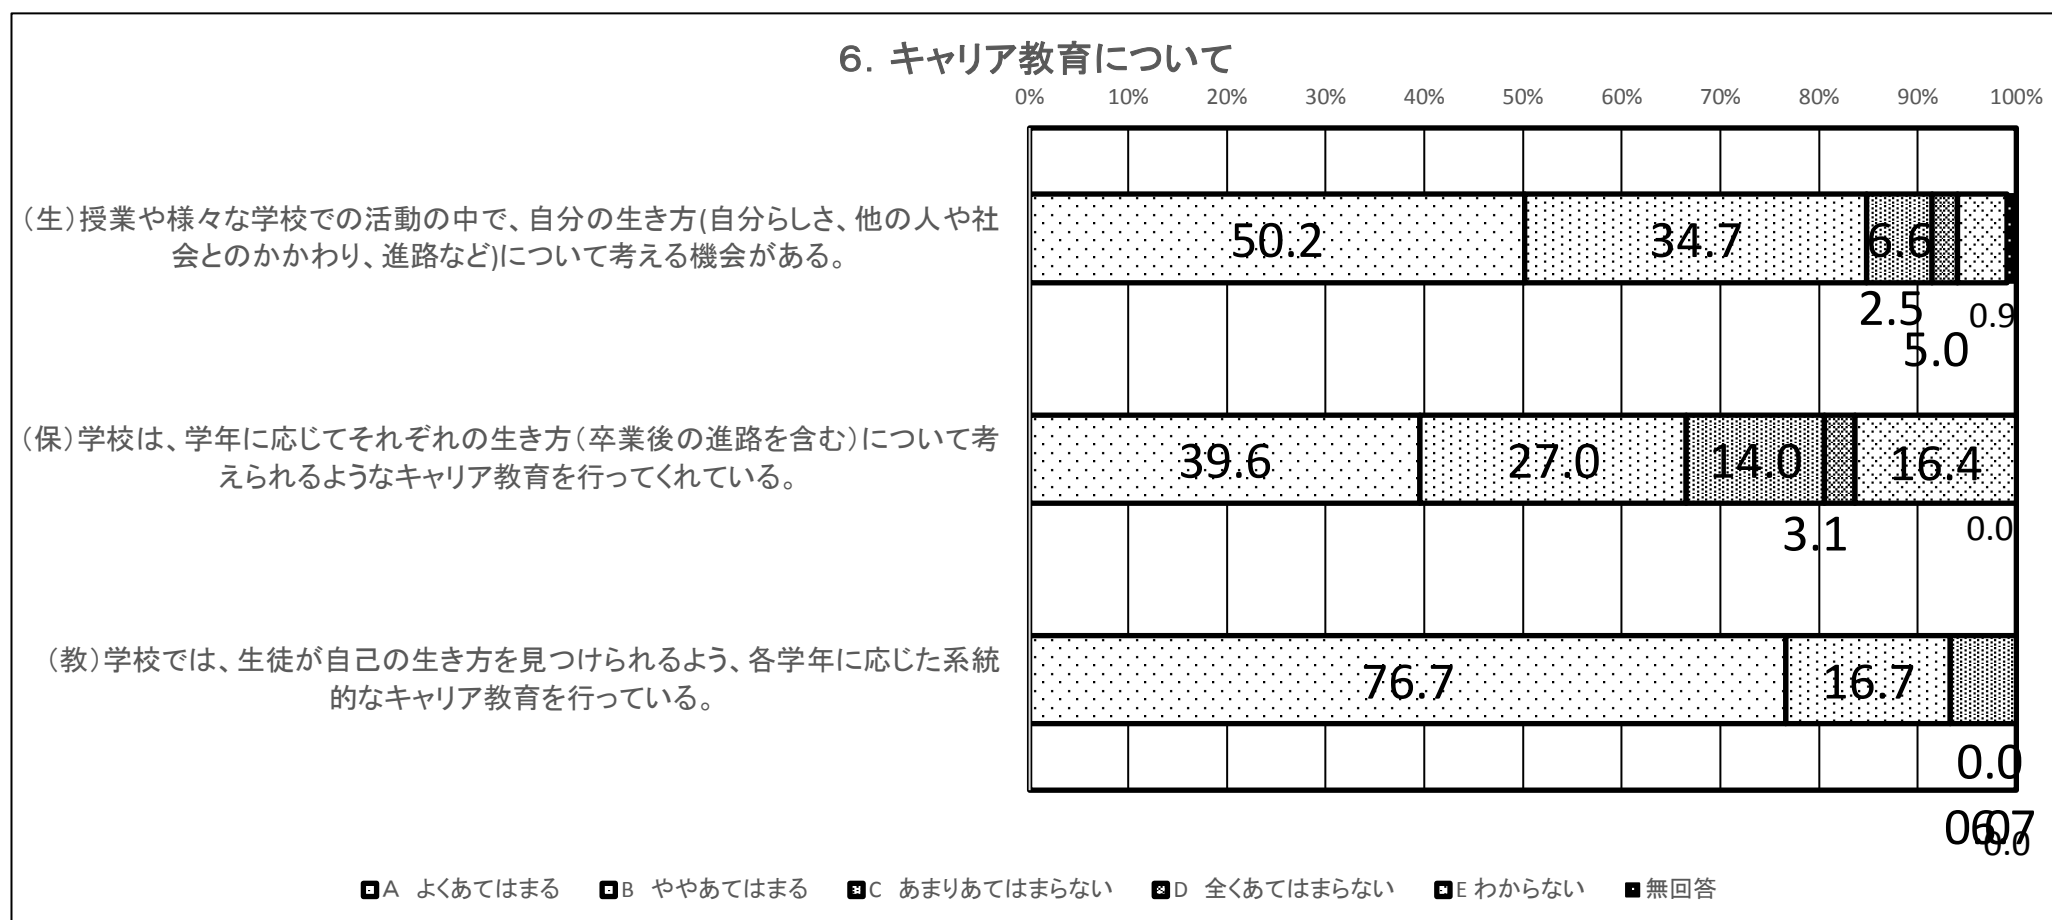 ６．キャリア教育について
0% 10% 20% 30% 40% 50% 60% 70% 80% 90% 100%
（生）授業や様々な学校での活動の中で、自分の生き方(自分らしさ、他の人や社
会とのかかわり、進路など)について考える機会がある。
50.2 34.7 6.6
2.5 0.9
5.0
（保）学校は、学年に応じてそれぞれの生き方（卒業後の進路を含む）について考
えられるようなキャリア教育を行ってくれている。
39.6 27.0 14.0 16.4
3.1 0.0
（教）学校では、生徒が自己の生き方を見つけられるよう、各学年に応じた系統
的なキャリア教育を行っている。
76.7 16.7
0.0
0.0 6.7
0.0
A　よくあてはまる B　ややあてはまる C　あまりあてはまらない D　全くあてはまらない E わからない 無回答